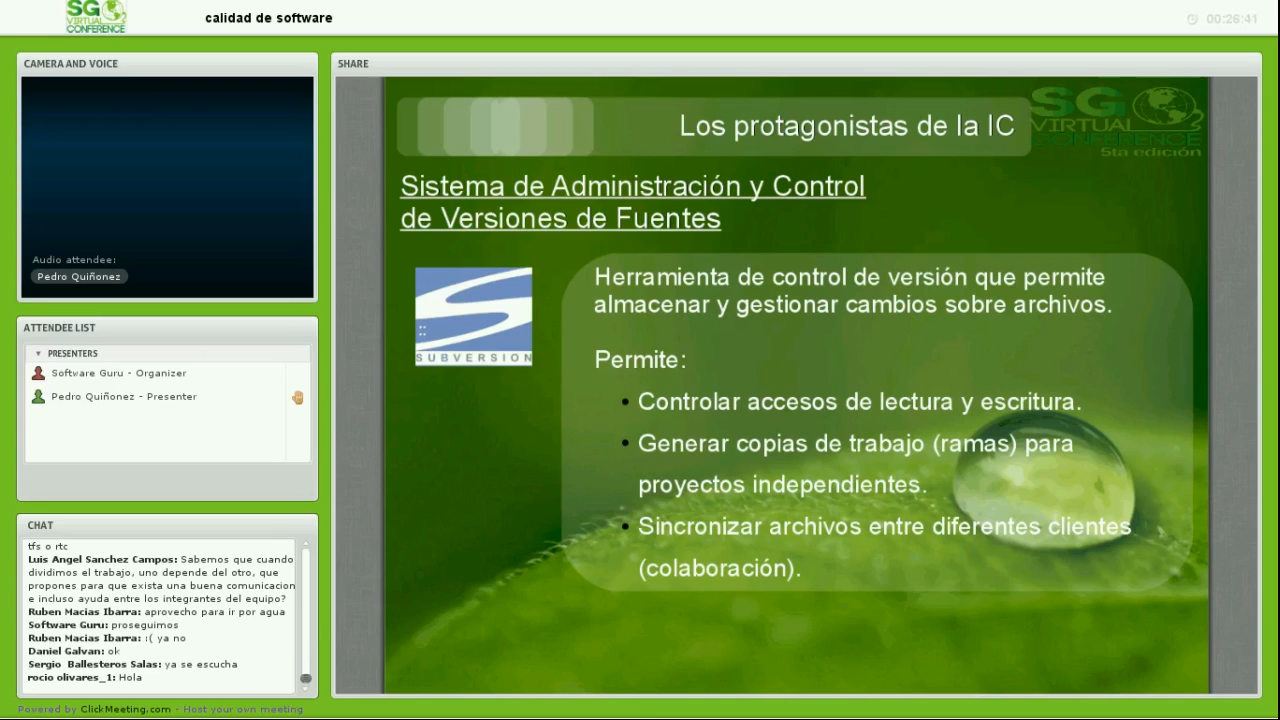 SG
VIRTUAL
CONFERENCE
calidad de software
00:26:41
CAMERA AND VOICE
Audio attendee:
Pedro Quiñonez
ATTENDEE LIST
PRESENTERS
Software Guru - Organizer
Pedro Quiñonez - Presenter
CHAT
tfs o rtc
Luis Angel Sanchez Campos: Sabemos que cuando
dividimos el trabajo, uno depende del otro, que
propones para que exista una buena comunicacion
e incluso ayuda entre los integrantes del equipo?
Ruben Macias Ibarra: aprovecho para ir por agua
Software Guru: proseguimos
Ruben Macias Ibarra: :( ya no
Daniel Galvan: ok
Sergio Ballesteros Salas: ya se escucha
rocio olivares_1: Hola
Powered by ClickMeeting.com - Host your own meeting
SHARE
Los protagonistas de la IC
SG
VIRTUAL
CONFERENCE
5ta edición
Sistema de Administración y Control
de Versiones de Fuentes
SUBVERSION
Herramienta de control de versión que permite
almacenar y gestionar cambios sobre archivos.
Permite:
• Controlar accesos de lectura y escritura.
• Generar copias de trabajo (ramas) para
proyectos independientes.
• Sincronizar archivos entre diferentes clientes
(colaboración).